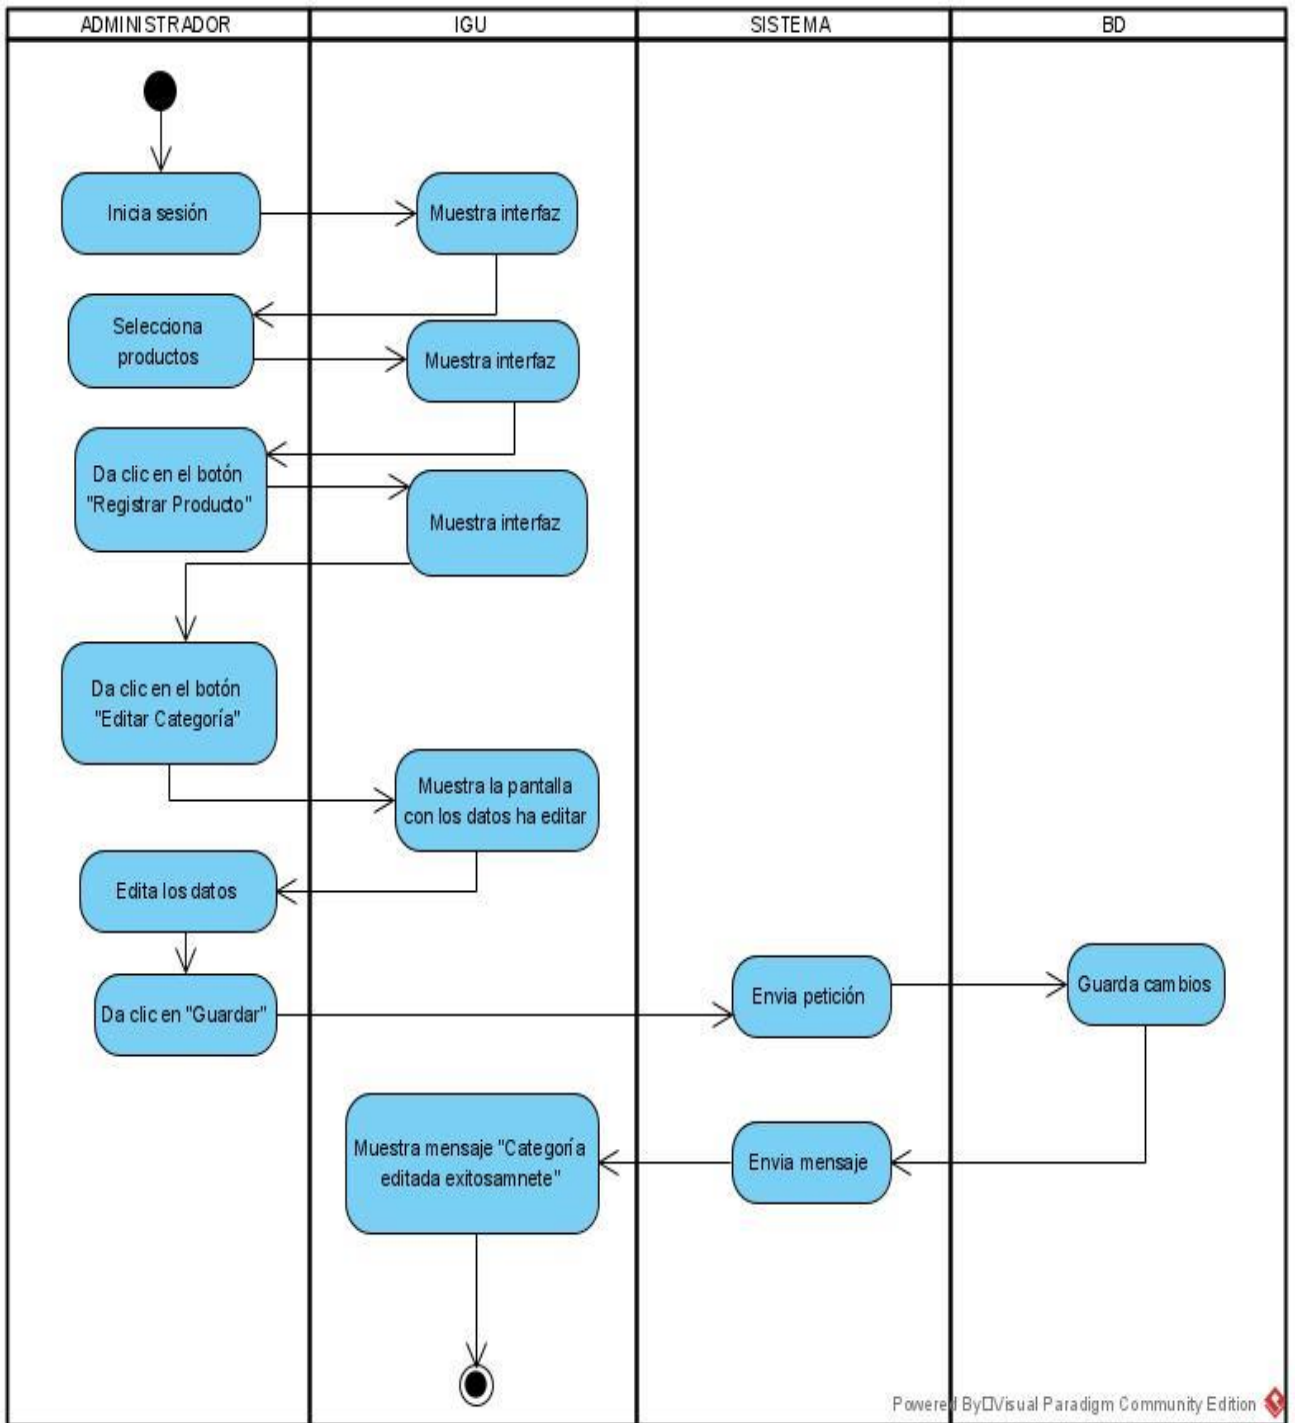 ADMINISTRADOR
IGU
SISTEMA
BD
Inicia sesión
Muestra interfaz
Selecciona
productos
Muestra interfaz
Da clic en el botón
"Registrar Producto"
Muestra interfaz
Da clic en el botón
"Editar Categoría"
Muestra la pantalla
con los datos ha editar
Edita los datos
Da clic en "Guardar"
Envia petición
Guarda cambios
Muestra mensaje "Categoría
editada exitosamnete"
Envia mensaje
Powered By□Visual Paradigm Community Edition